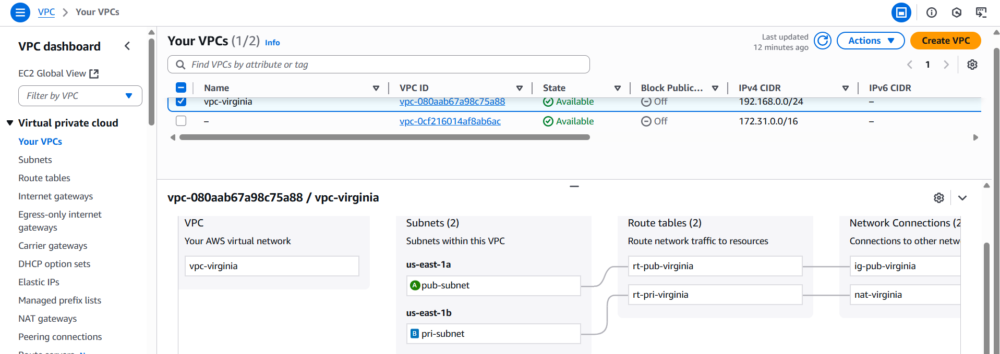 VPC > Your VPCs
VPC dashboard
EC2 Global View
Filter by VPC
Virtual private cloud
Your VPCs
Subnets
Route tables
Internet gateways
Egress-only internet
gateways
Carrier gateways
DHCP option sets
Elastic IPs
Managed prefix lists
NAT gateways
Peering connections
Your VPCs (1/2) Info
Last updated
12 minutes ago
Actions
Create VPC
Find VPCs by attribute or tag
1
Name VPC ID State Block Public... IPv4 CIDR IPv6 CIDR
vpc-virginia vpc-080aab67a98c75a88 Available Off 192.168.0.0/24 –
– vpc-0cf216014af8ab6ac Available Off 172.31.0.0/16 –
vpc-080aab67a98c75a88 / vpc-virginia
VPC
Your AWS virtual network
vpc-virginia
Subnets (2)
Subnets within this VPC
us-east-1a
A pub-subnet
us-east-1b
B pri-subnet
Route tables (2)
Route network traffic to resources
rt-pub-virginia
rt-pri-virginia
Network Connections (2
Connections to other netw
ig-pub-virginia
nat-virginia